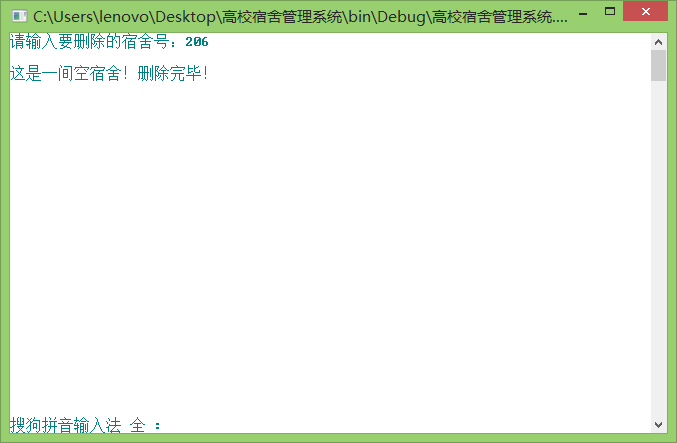 C:\Users\lenovo\Desktop\高校宿舍管理系统\bin\Debug\高校宿舍管理系统....
请输入要删除的宿舍号：206
这是一间空宿舍！删除完毕！
搜狗拼音输入法 全 ：